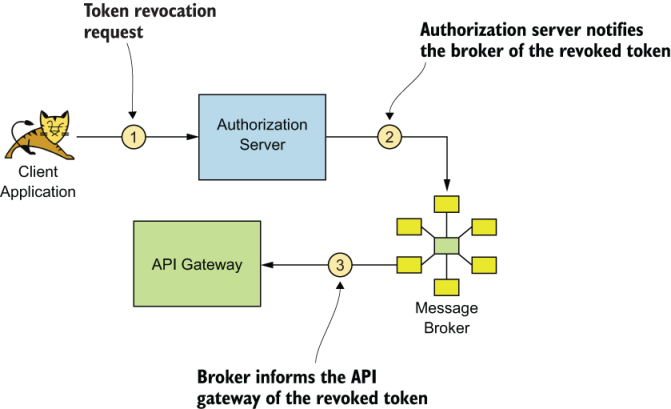 Token revocation
request
Authorization server notifies
the broker of the revoked token
1
Authorization
Server
2
Client
Application
API Gateway
3
Message
Broker
Broker informs the API
gateway of the revoked token